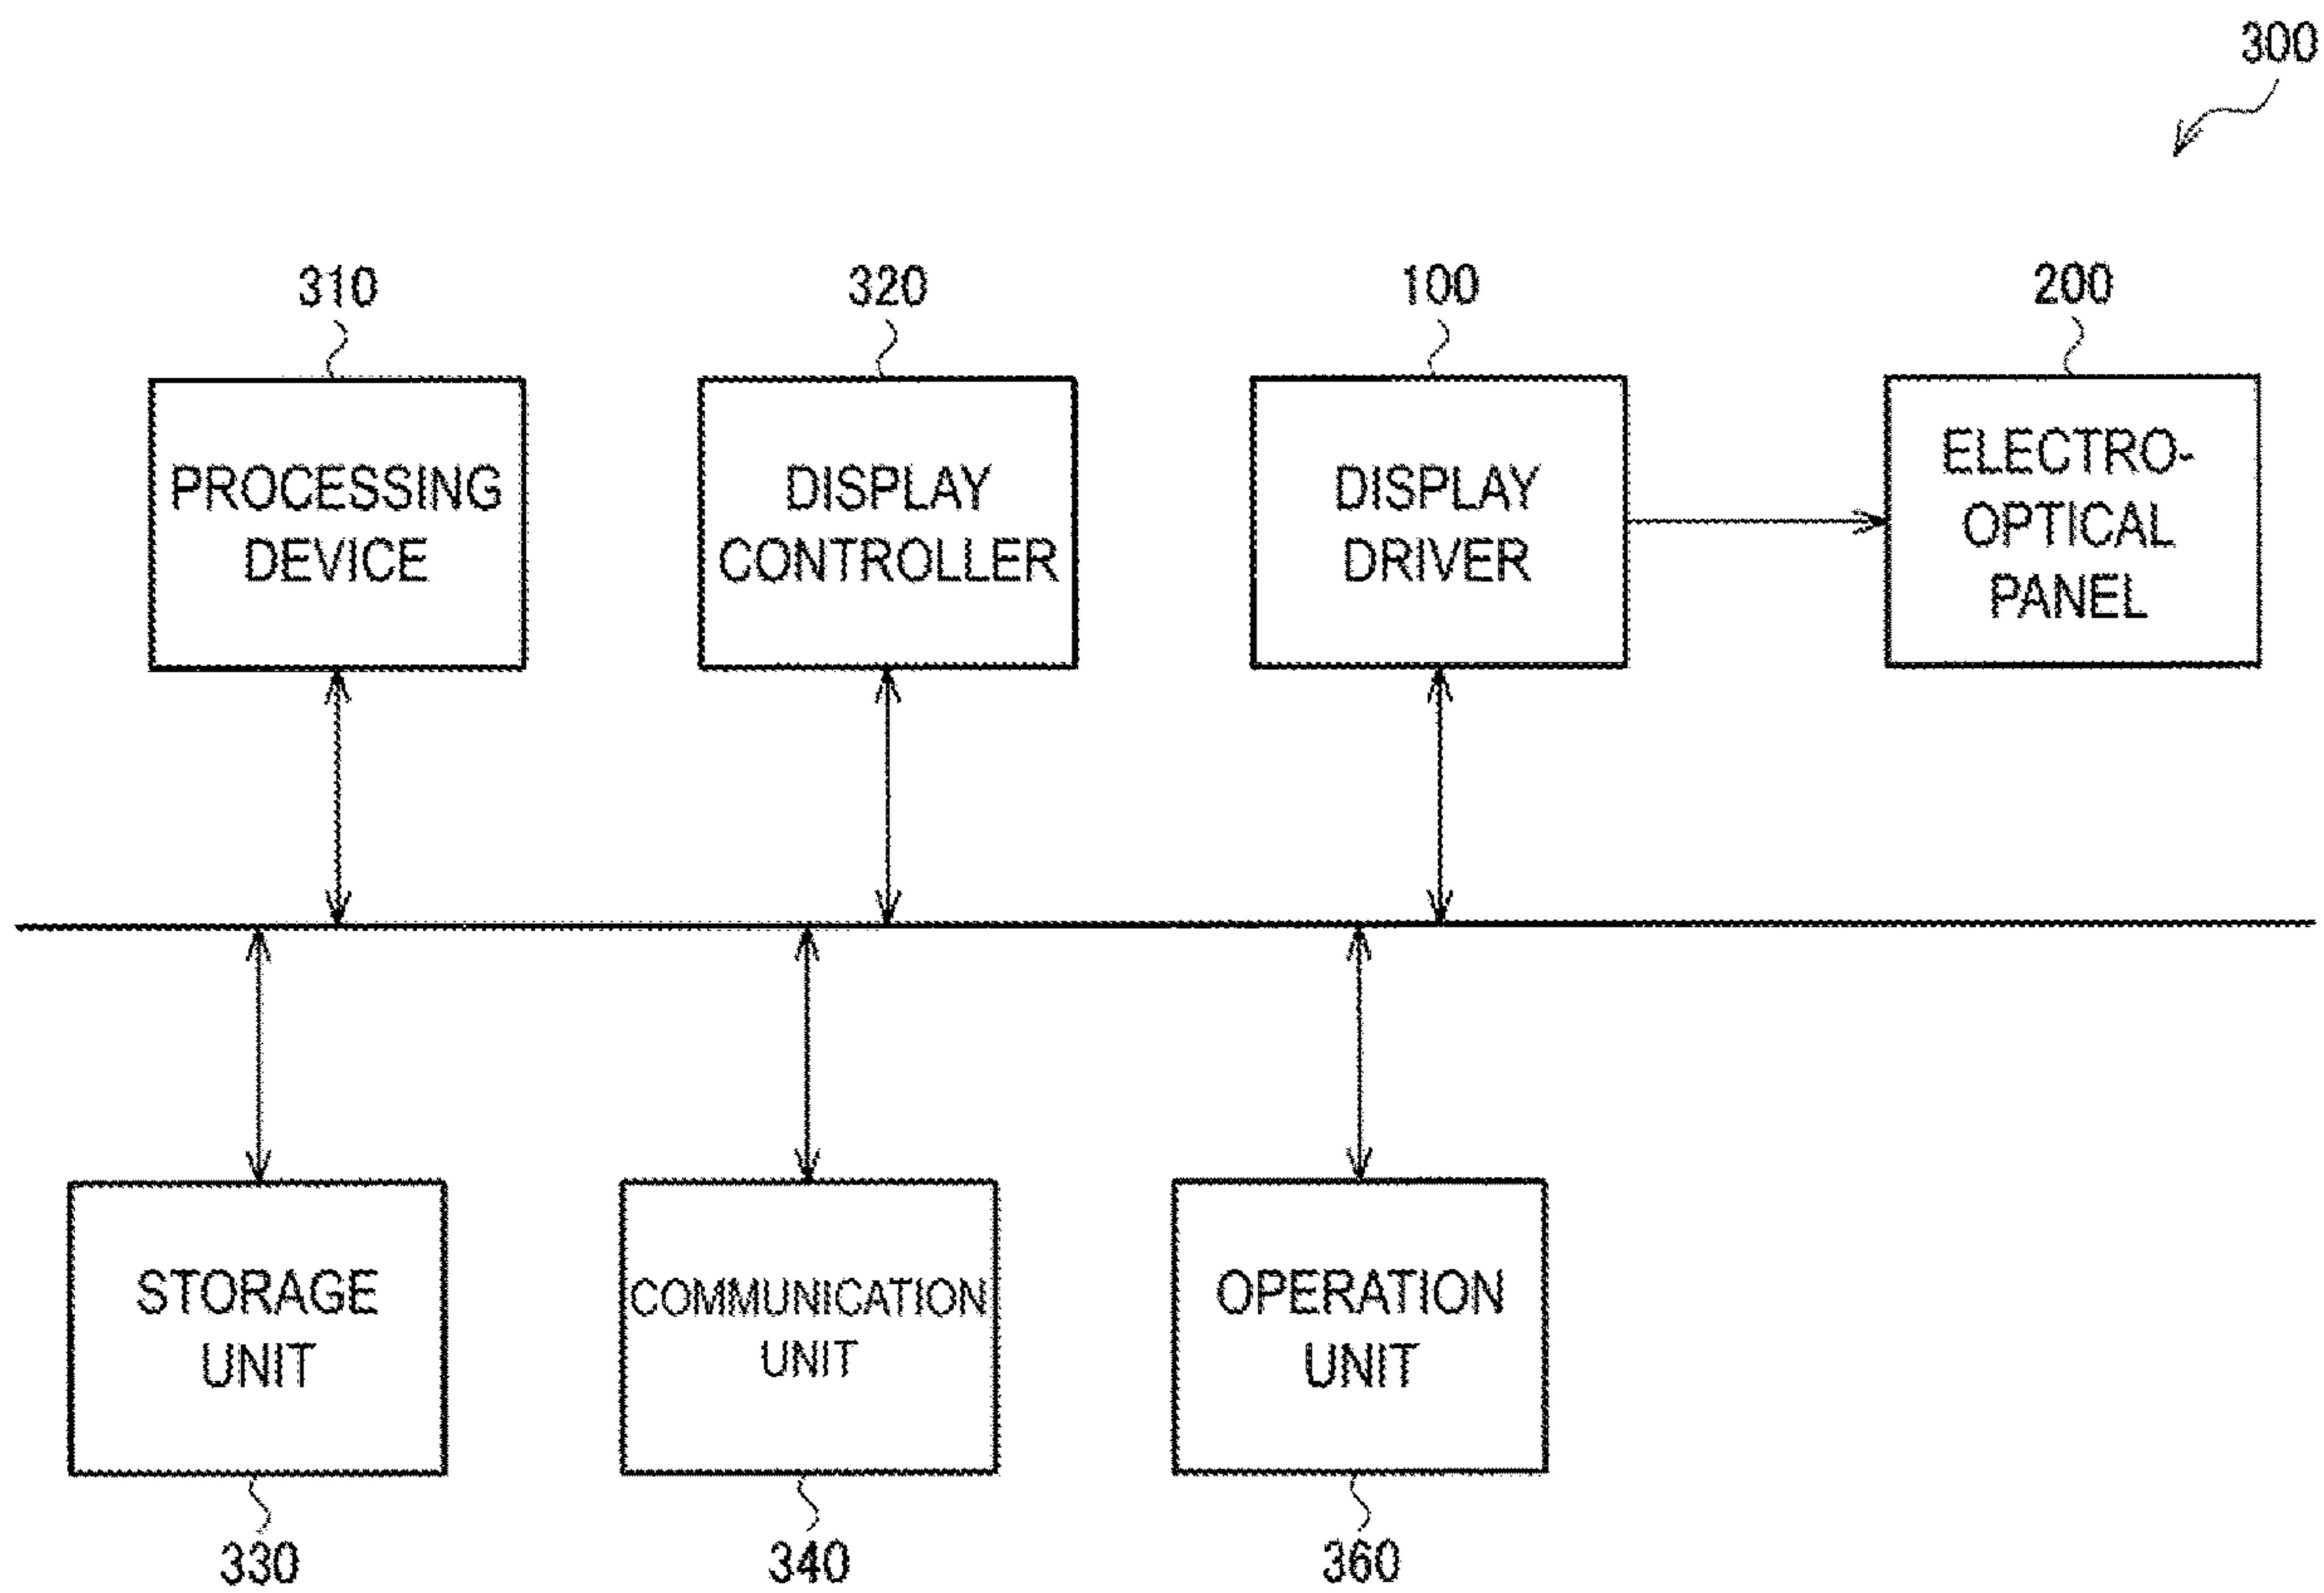 300
310
320
100
200
PROCESSING
DEVICE
DISPLAY
CONTROLLER
DISPLAY
DRIVER
ELECTRO-
OPTICAL
PANEL
STORAGE
UNIT
COMMUNICATION
UNIT
OPERATION
UNIT
330
340
360